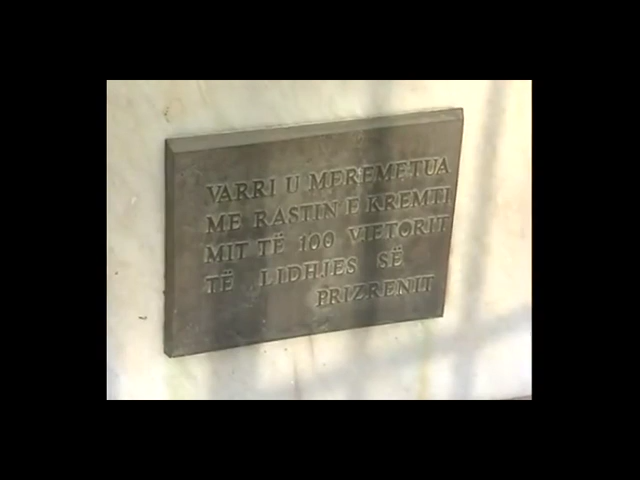 VARRI U MEREMETUA
ME RASTIN E KREMTI
MIT TË 100 VJETORIT
TË LIDHJES SË
PRIZRENIT